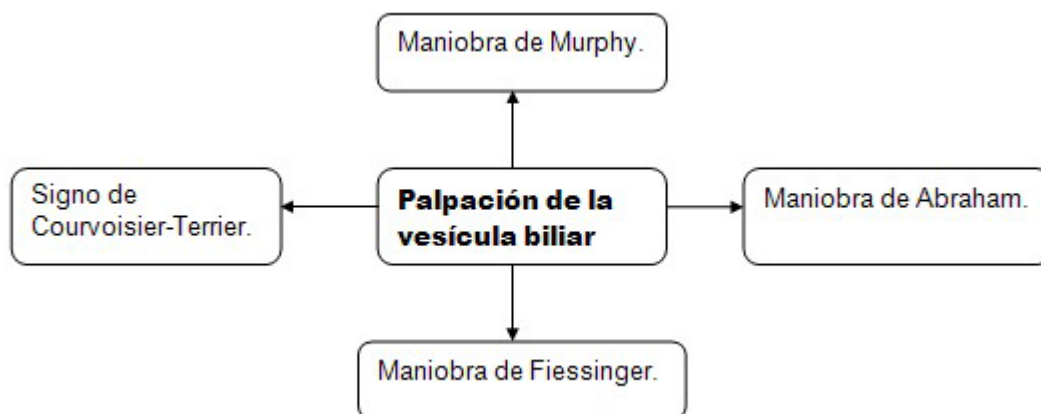 Maniobra de Murphy.
Signo de
Courvoisier-Terrier.
Palpación de la
vesícula biliar
Maniobra de Abraham.
Maniobra de Fiessinger.